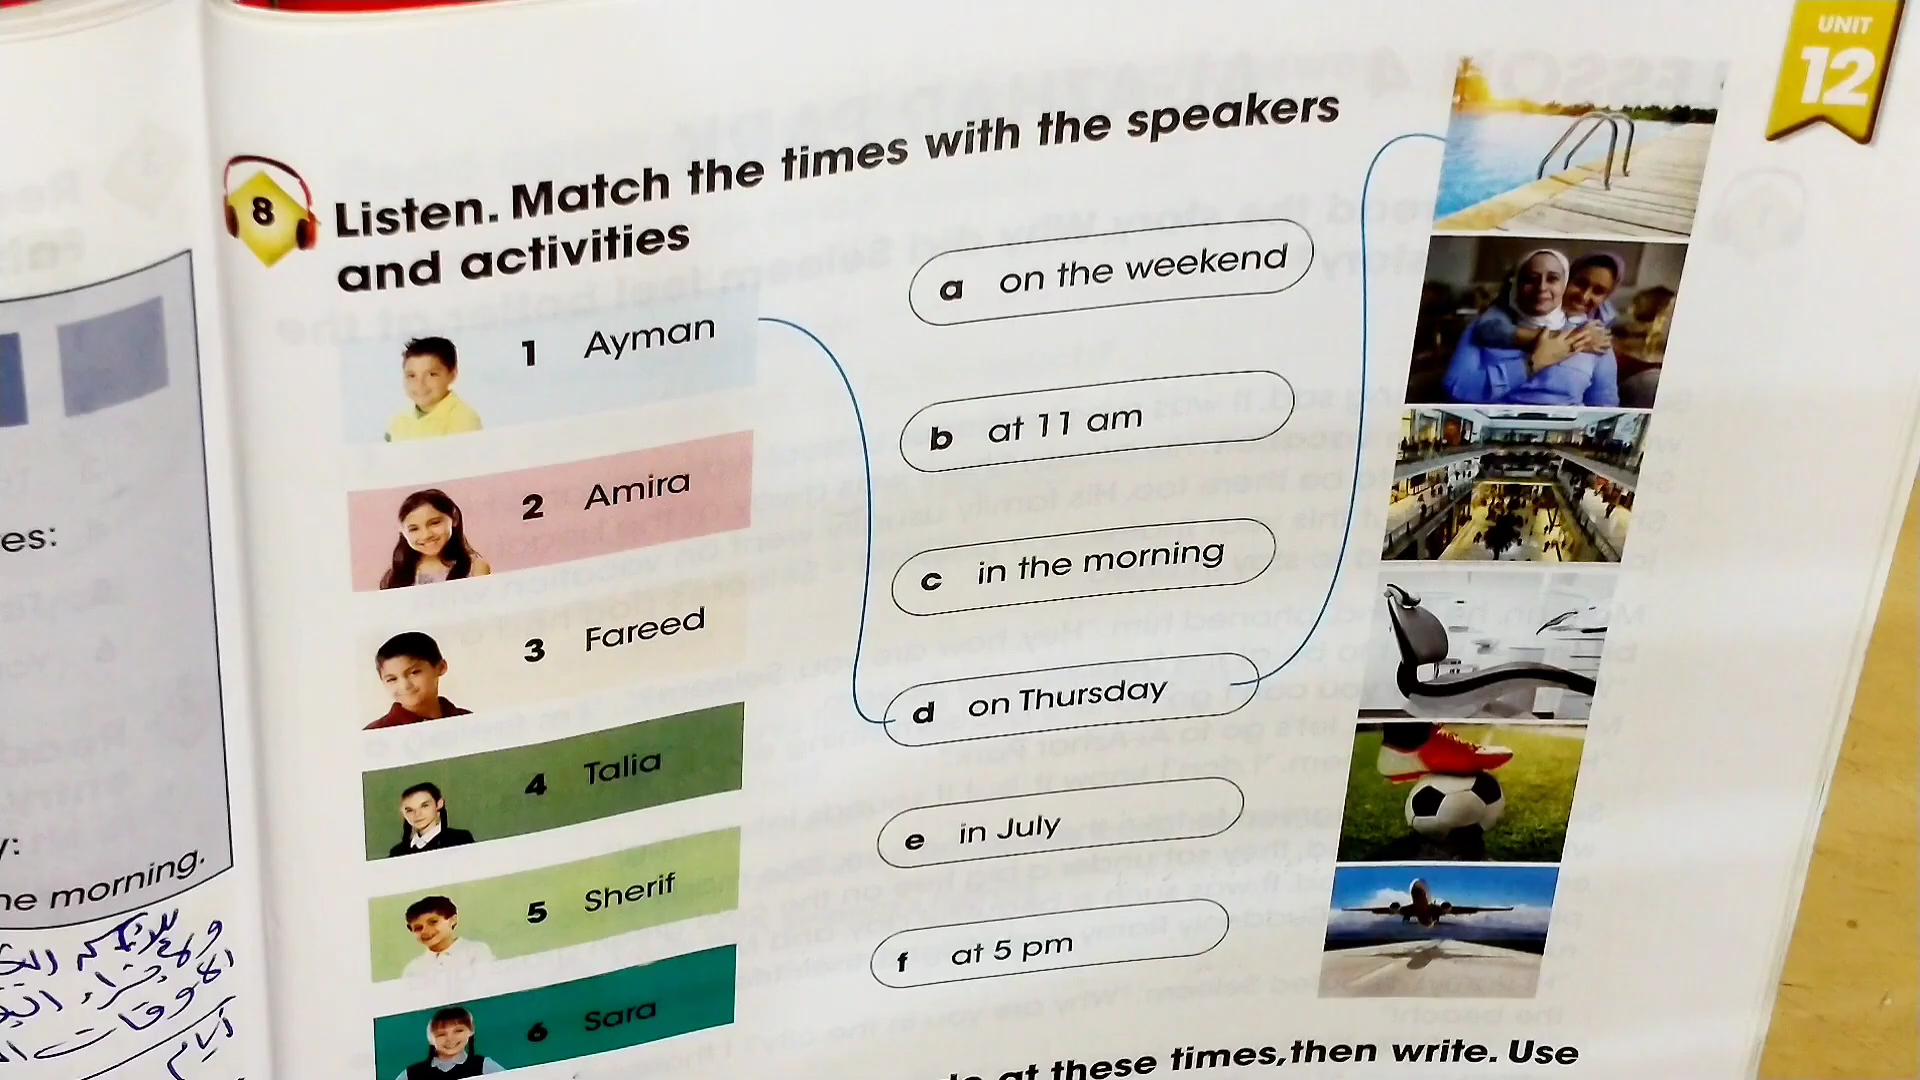 UNIT
12
8
Listen. Match the times with the speakers
and activities
1 Ayman
2 Amira
3 Fareed
4 Talia
5 Sherif
6 Sara
a on the weekend
b at 11 am
c in the morning
d on Thursday
e in July
f at 5 pm
at these times, then write. Use
es:
y:
he morning.